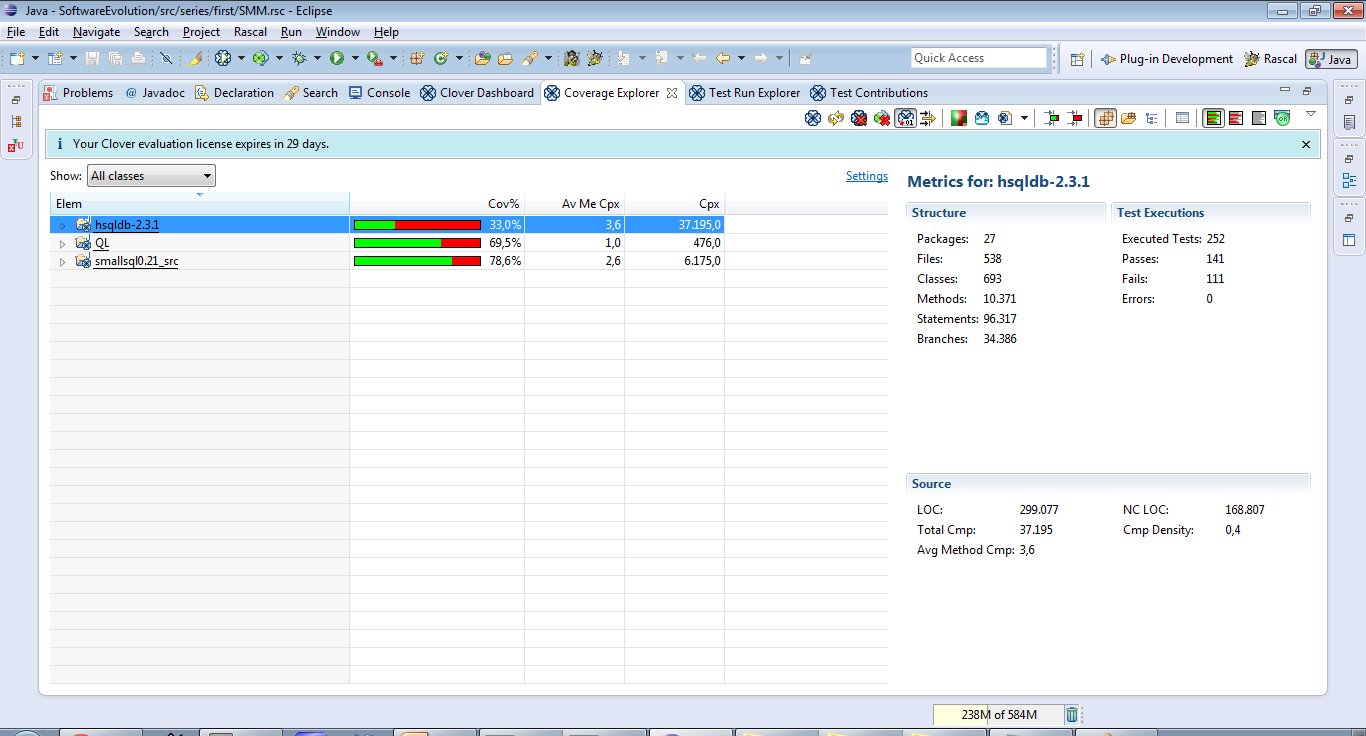 Java - SoftwareEvolution/src/series/first/SMM.rsc - Eclipse
File Edit Navigate Search Project Rascal Run Window Help
Quick Access Plug-in Development Rascal Java
Problems @ Javadoc Declaration Search Console Clover Dashboard Coverage Explorer Test Run Explorer Test Contributions
Your Clover evaluation license expires in 29 days.
Show: All classes Settings
Elem Cov% Av Me Cpx Cpx
hsqldb-2.3.1 33,0% 3,6 37.195,0
QL 69,5% 1,0 476,0
smallsql0.21_src 78,6% 2,6 6.175,0
Metrics for: hsqldb-2.3.1
Structure
Packages: 27
Files: 538
Classes: 693
Methods: 10.371
Statements: 96.317
Branches: 34.386
Test Executions
Executed Tests: 252
Passes: 141
Fails: 111
Errors: 0
Source
LOC: 299.077 NC LOC: 168.807
Total Cmp: 37.195 Cmp Density: 0,4
Avg Method Cmp: 3,6
238M of 584M